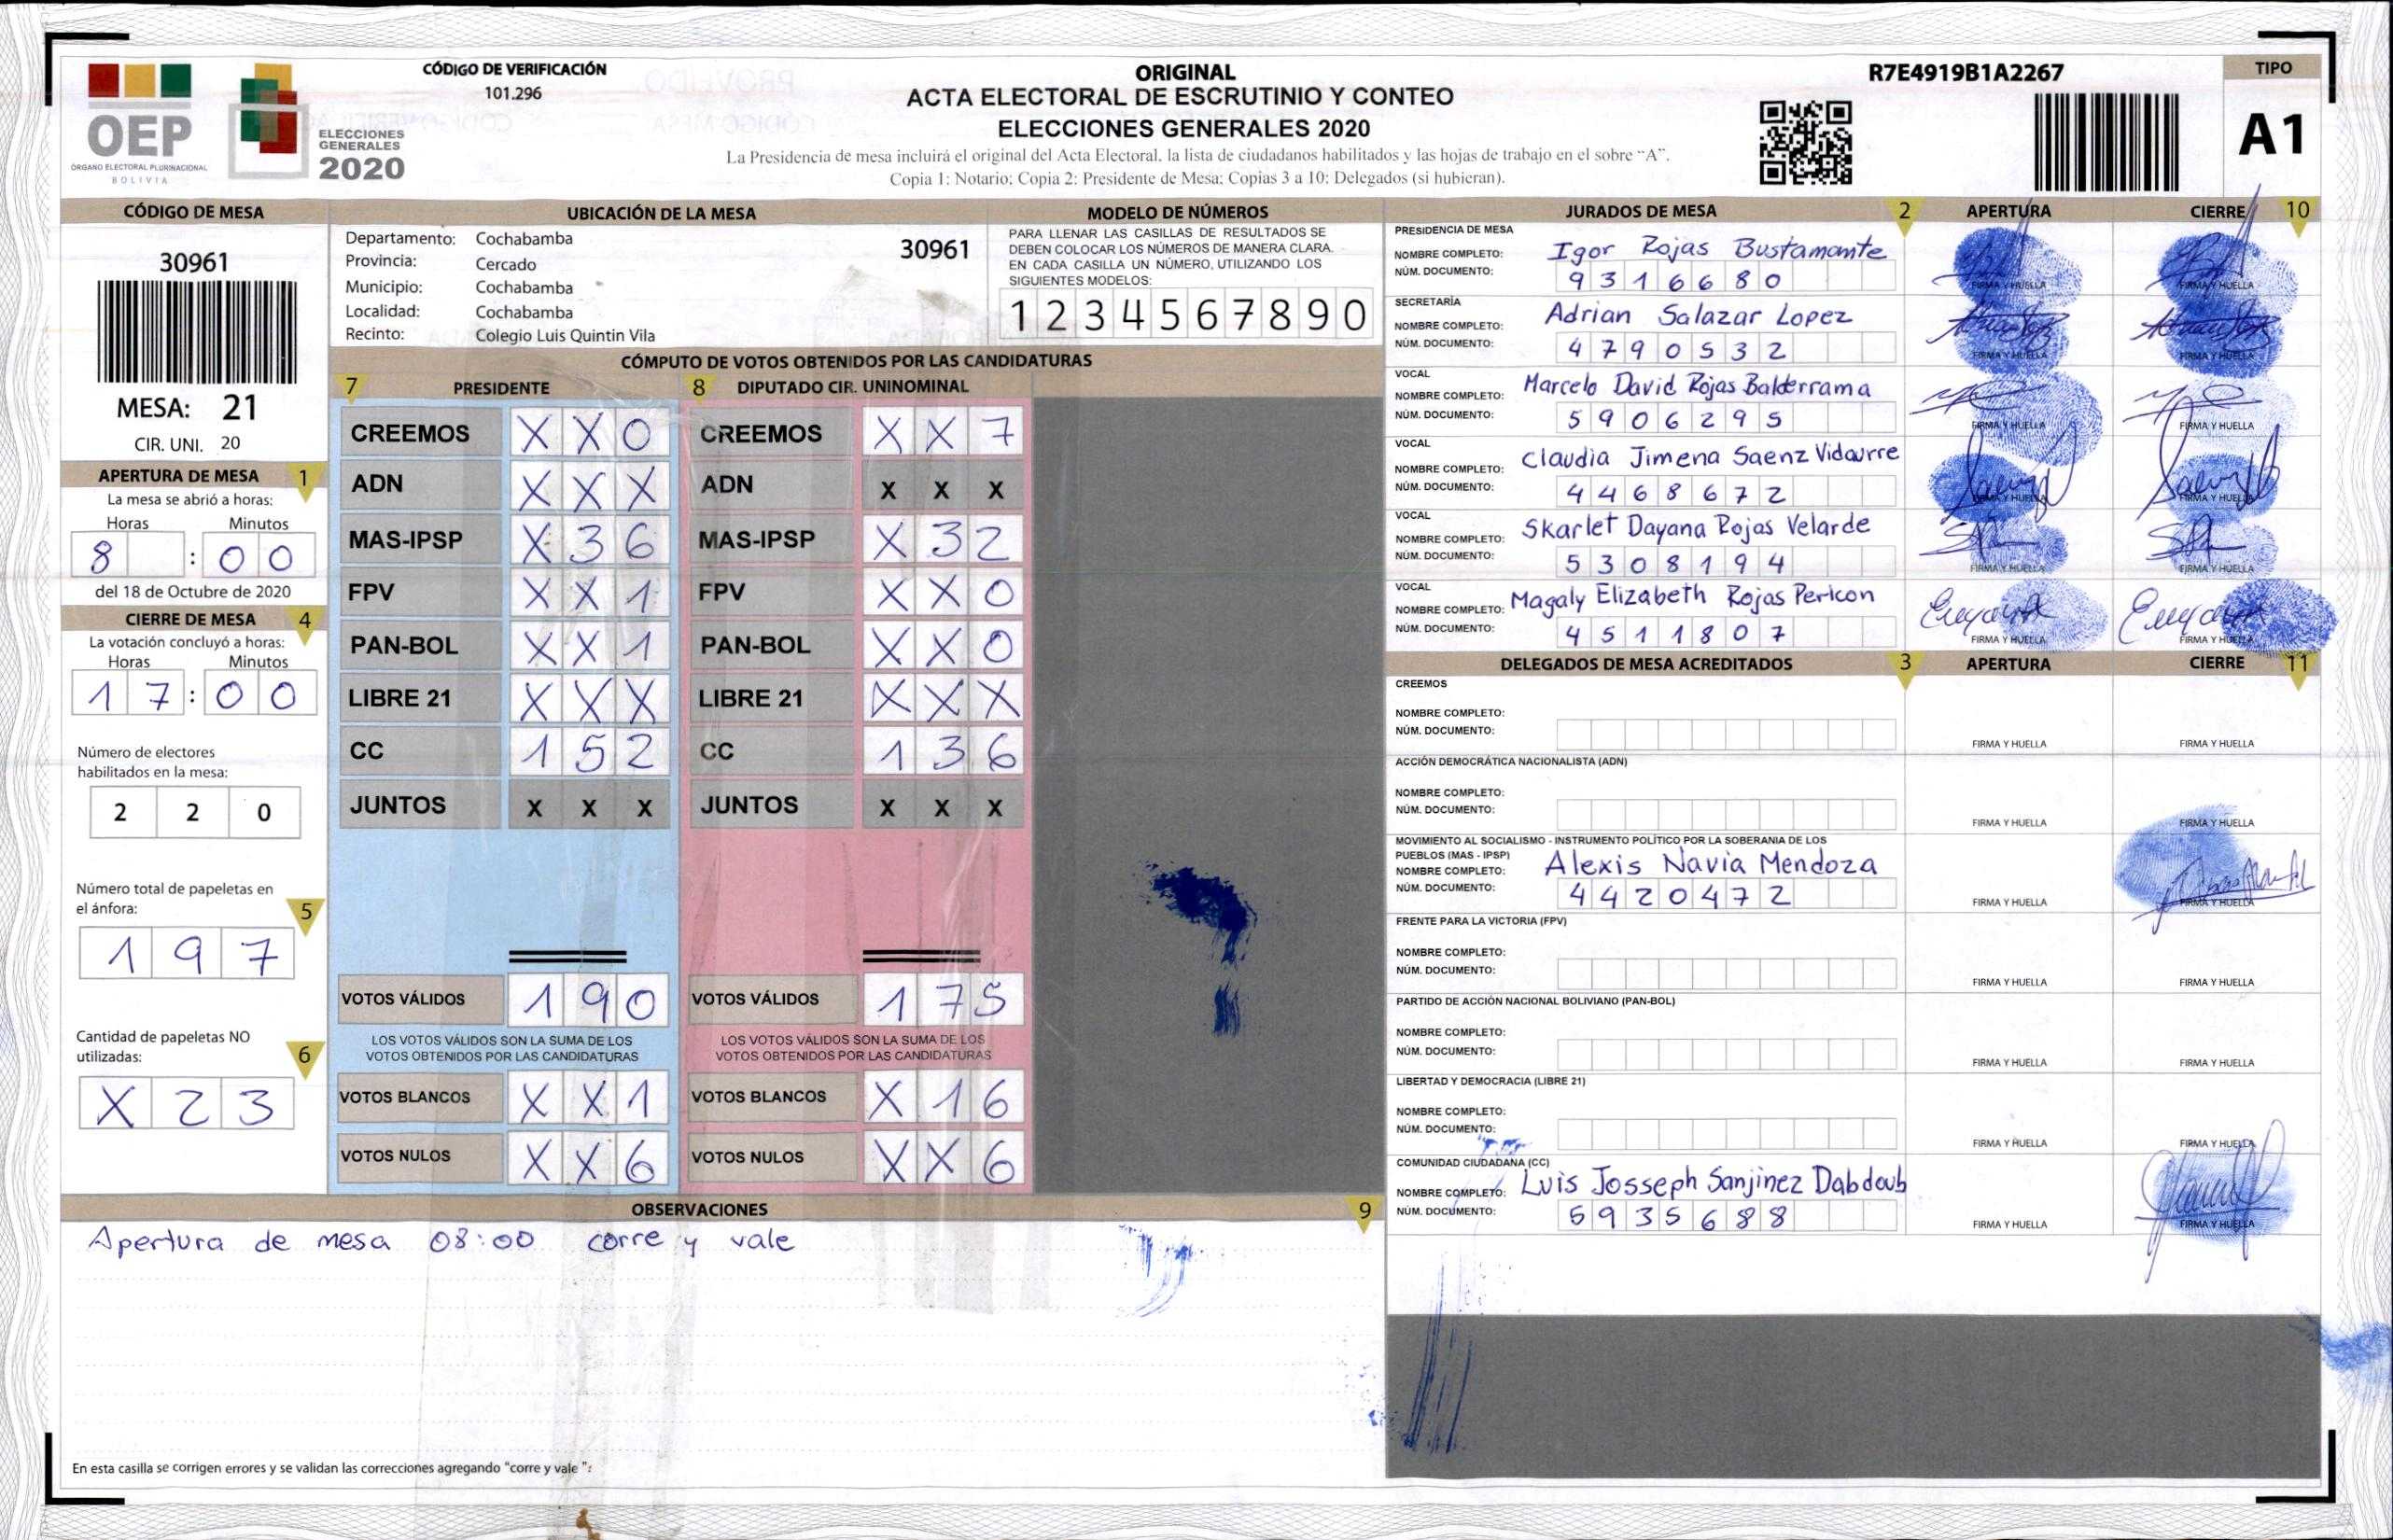 OEP
ÓRGANO ELECTORAL PLURINACIONAL
BOLIVIA
ELECCIONES
GENERALES
2020
CÓDIGO DE VERIFICACIÓN
101.296
ORIGINAL
ACTA ELECTORAL DE ESCRUTINIO Y CONTEO
ELECCIONES GENERALES 2020
La Presidencia de mesa incluirá el original del Acta Electoral, la lista de ciudadanos habilitados y las hojas de trabajo en el sobre "A".
Copia 1: Notario; Copia 2: Presidente de Mesa; Copias 3 a 10: Delegados (si hubieran).
R7E4919B1A2267
TIPO
A1
CÓDIGO DE MESA
30961
MESA: 21
CIR. UNI. 20
APERTURA DE MESA 1
La mesa se abrió a horas:
Horas Minutos
8 : 0 0
del 18 de Octubre de 2020
CIERRE DE MESA 4
La votación concluyó a horas:
Horas Minutos
1 7 : 0 0
Número de electores
habilitados en la mesa:
2 2 0
Número total de papeletas en
el ánfora: 5
1 9 7
Cantidad de papeletas NO
utilizadas: 6
X 2 3
UBICACIÓN DE LA MESA
Departamento: Cochabamba 30961
Provincia: Cercado
Municipio: Cochabamba
Localidad: Cochabamba
Recinto: Colegio Luis Quintin Vila
MODELO DE NÚMEROS
PARA LLENAR LAS CASILLAS DE RESULTADOS SE
DEBEN COLOCAR LOS NÚMEROS DE MANERA CLARA.
EN CADA CASILLA UN NÚMERO, UTILIZANDO LOS
SIGUIENTES MODELOS:
1 2 3 4 5 6 7 8 9 0
CÓMPUTO DE VOTOS OBTENIDOS POR LAS CANDIDATURAS
7 PRESIDENTE 8 DIPUTADO CIR. UNINOMINAL
CREEMOS X X 0 CREEMOS X X 7
ADN X X X ADN X X X
MAS-IPSP X 3 6 MAS-IPSP X 3 2
FPV X X 1 FPV X X 0
PAN-BOL X X 1 PAN-BOL X X 0
LIBRE 21 X X X LIBRE 21 X X X
CC 1 5 2 CC 1 3 6
JUNTOS X X X JUNTOS X X X
VOTOS VÁLIDOS 1 9 0 VOTOS VÁLIDOS 1 7 5
LOS VOTOS VÁLIDOS SON LA SUMA DE LOS LOS VOTOS VÁLIDOS SON LA SUMA DE LOS
VOTOS OBTENIDOS POR LAS CANDIDATURAS VOTOS OBTENIDOS POR LAS CANDIDATURAS
VOTOS BLANCOS X X 1 VOTOS BLANCOS X 1 6
VOTOS NULOS X X 6 VOTOS NULOS X X 6
OBSERVACIONES 9
Apertura de mesa 08:00 corre y vale
En esta casilla se corrigen errores y se validan las correcciones agregando "corre y vale ":
JURADOS DE MESA 2 APERTURA CIERRE 10
PRESIDENCIA DE MESA
NOMBRE COMPLETO: Igor Rojas Bustamante
NÚM. DOCUMENTO: 9 3 1 6 6 8 0 FIRMA Y HUELLA FIRMA Y HUELLA
SECRETARÍA
NOMBRE COMPLETO: Adrian Salazar Lopez
NÚM. DOCUMENTO: 4 7 9 0 5 3 2 FIRMA Y HUELLA FIRMA Y HUELLA
VOCAL
NOMBRE COMPLETO: Marcelo David Rojas Balderrama
NÚM. DOCUMENTO: 5 9 0 6 2 9 5 FIRMA Y HUELLA FIRMA Y HUELLA
VOCAL
NOMBRE COMPLETO: Claudia Jimena Saenz Vidaurre
NÚM. DOCUMENTO: 4 4 6 8 6 7 2 FIRMA Y HUELLA FIRMA Y HUELLA
VOCAL
NOMBRE COMPLETO: Skarlet Dayana Rojas Velarde
NÚM. DOCUMENTO: 5 3 0 8 1 9 4 FIRMA Y HUELLA FIRMA Y HUELLA
VOCAL
NOMBRE COMPLETO: Magaly Elizabeth Rojas Pericon
NÚM. DOCUMENTO: 4 5 1 1 8 0 7 FIRMA Y HUELLA FIRMA Y HUELLA
DELEGADOS DE MESA ACREDITADOS 3 APERTURA CIERRE 11
CREEMOS
NOMBRE COMPLETO:
NÚM. DOCUMENTO: FIRMA Y HUELLA FIRMA Y HUELLA
ACCIÓN DEMOCRÁTICA NACIONALISTA (ADN)
NOMBRE COMPLETO:
NÚM. DOCUMENTO: FIRMA Y HUELLA FIRMA Y HUELLA
MOVIMIENTO AL SOCIALISMO - INSTRUMENTO POLÍTICO POR LA SOBERANIA DE LOS
PUEBLOS (MAS - IPSP)
NOMBRE COMPLETO: Alexis Navia Mendoza
NÚM. DOCUMENTO: 4 4 2 0 4 7 2 FIRMA Y HUELLA FIRMA Y HUELLA
FRENTE PARA LA VICTORIA (FPV)
NOMBRE COMPLETO:
NÚM. DOCUMENTO: FIRMA Y HUELLA FIRMA Y HUELLA
PARTIDO DE ACCIÓN NACIONAL BOLIVIANO (PAN-BOL)
NOMBRE COMPLETO:
NÚM. DOCUMENTO: FIRMA Y HUELLA FIRMA Y HUELLA
LIBERTAD Y DEMOCRACIA (LIBRE 21)
NOMBRE COMPLETO:
NÚM. DOCUMENTO: FIRMA Y HUELLA FIRMA Y HUELLA
COMUNIDAD CIUDADANA (CC)
NOMBRE COMPLETO: Luis Josseph Sanjinez Dabdoub
NÚM. DOCUMENTO: 5 9 3 5 6 8 8 FIRMA Y HUELLA FIRMA Y HUELLA